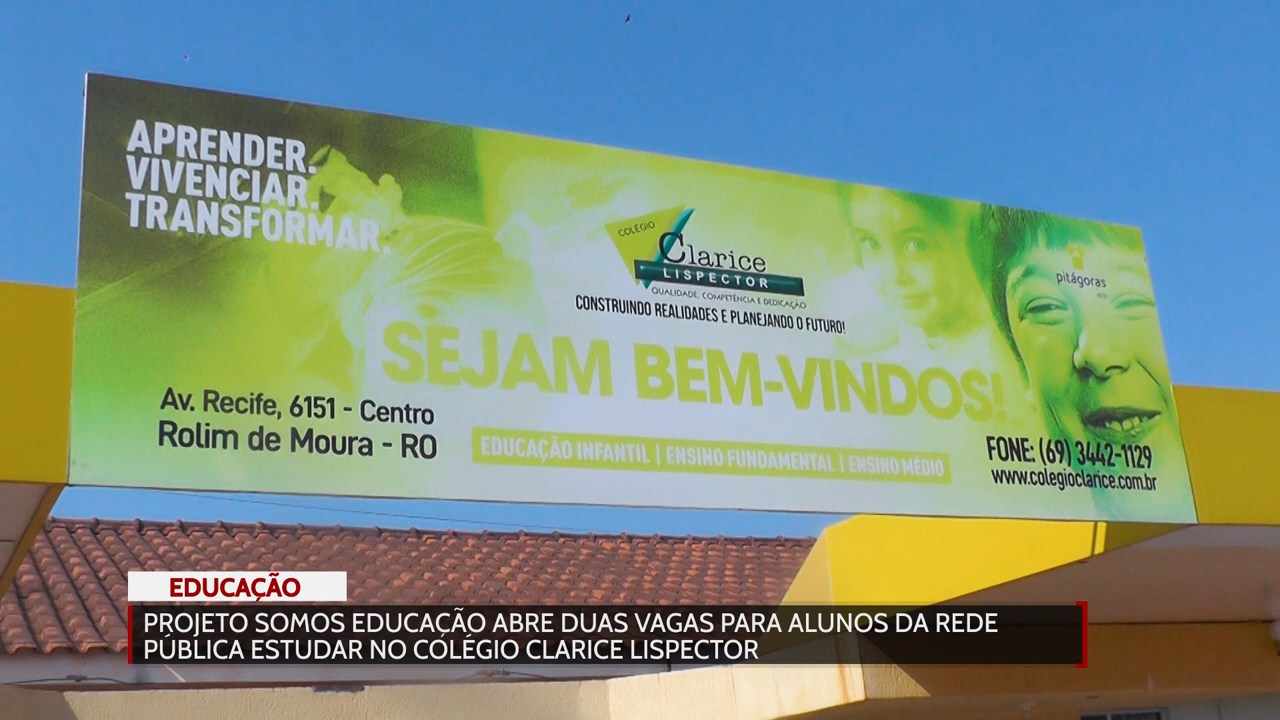 APRENDER.
VIVENCIAR.
TRANSFORMAR.
COLÉGIO
Clarice
LISPECTOR
QUALIDADE, COMPETÊNCIA E DEDICAÇÃO
CONSTRUINDO REALIDADES E PLANEJANDO O FUTURO!
pitágoras
SEJAM BEM-VINDOS!
Av. Recife, 6151 - Centro
Rolim de Moura - RO
EDUCAÇÃO INFANTIL | ENSINO FUNDAMENTAL | ENSINO MÉDIO
FONE: (69) 3442-1129
www.colegioclarice.com.br
EDUCAÇÃO
PROJETO SOMOS EDUCAÇÃO ABRE DUAS VAGAS PARA ALUNOS DA REDE
PÚBLICA ESTUDAR NO COLÉGIO CLARICE LISPECTOR